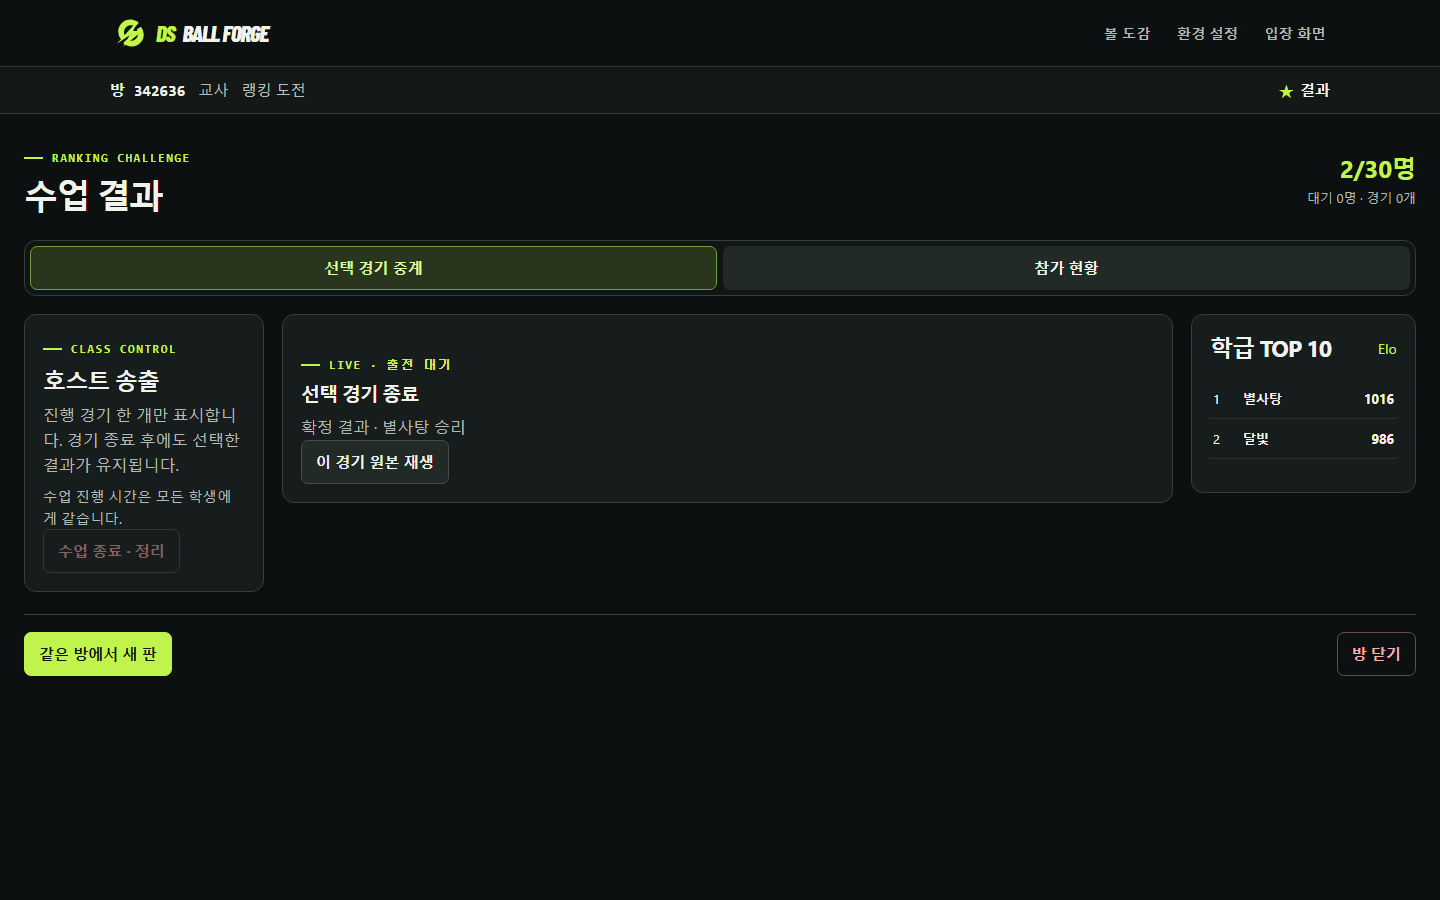 DS BALL FORGE
볼 도감 환경 설정 입장 화면
방 342636 교사 랭킹 도전
★ 결과
RANKING CHALLENGE
수업 결과
2/30명
대기 0명 · 경기 0개
선택 경기 중계
참가 현황
CLASS CONTROL
호스트 송출
진행 경기 한 개만 표시합니
다. 경기 종료 후에도 선택한
결과가 유지됩니다.
수업 진행 시간은 모든 학생에
게 같습니다.
수업 종료 · 정리
LIVE · 출전 대기
선택 경기 종료
확정 결과 · 별사탕 승리
이 경기 원본 재생
학급 TOP 10 Elo
1 별사탕 1016
2 달빛 986
같은 방에서 새 판
방 닫기